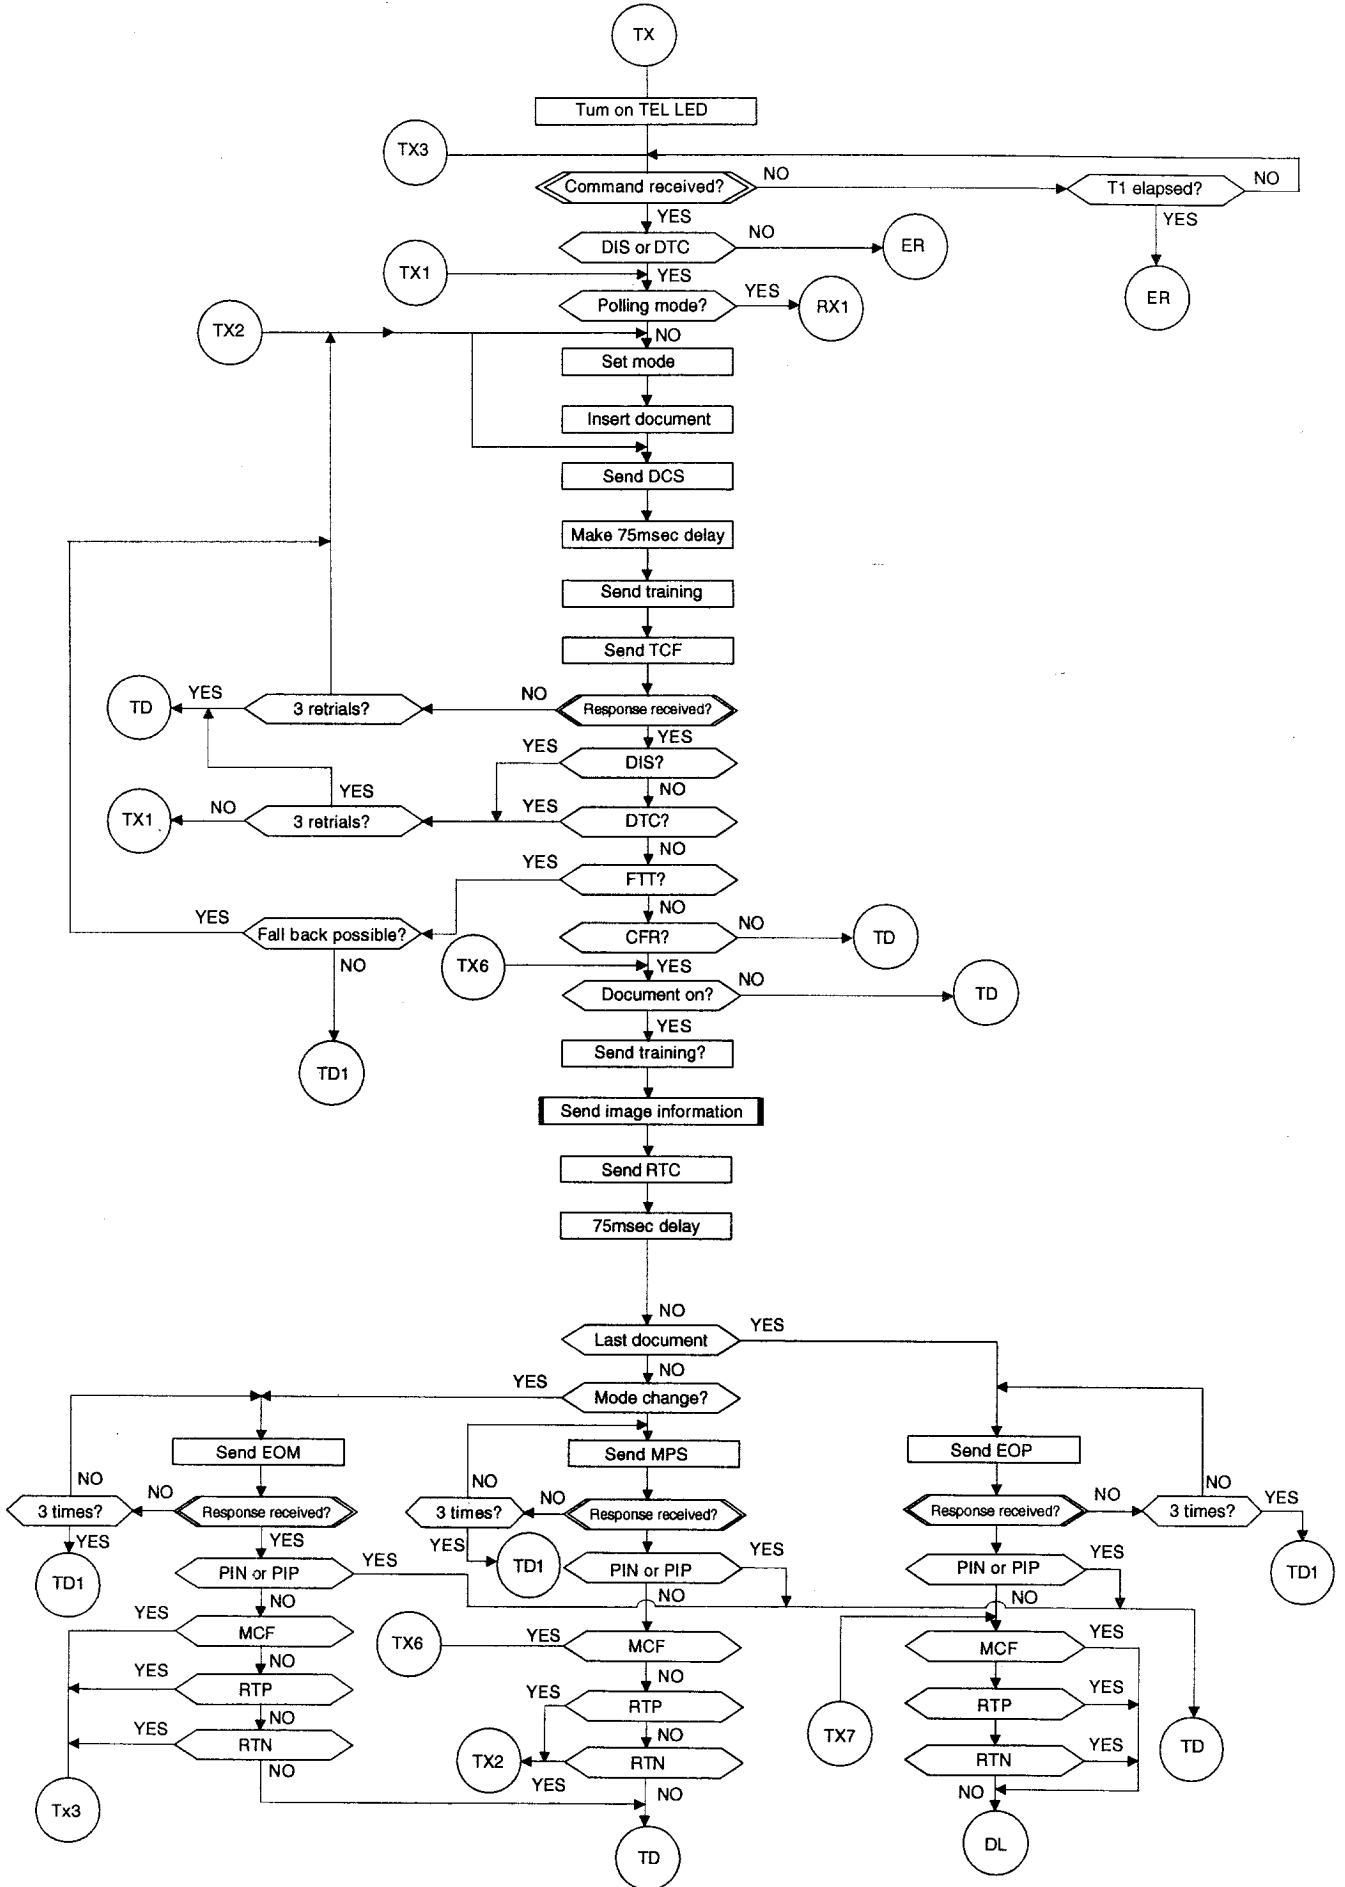 TX
Turn on TEL LED
TX3
Command received?
NO
T1 elapsed?
NO
YES
YES
DIS or DTC
NO
ER
TX1
YES
ER
Polling mode?
YES
RX1
TX2
NO
Set mode
Insert document
Send DCS
Make 75msec delay
Send training
Send TCF
TD
YES
3 retrials?
NO
Response received?
YES
YES
DIS?
NO
YES
TX1
NO
3 retrials?
YES
DTC?
NO
YES
FTT?
NO
YES
Fall back possible?
CFR?
NO
TD
NO
TX6
YES
Document on?
NO
TD
YES
TD1
Send training?
Send image information
Send RTC
75msec delay
NO
Last document
YES
NO
YES
Mode change?
Send EOM
Send MPS
Send EOP
NO
NO
NO
3 times?
NO
Response received?
3 times?
NO
Response received?
Response received?
NO
3 times?
YES
YES
YES
YES
TD1
PIN or PIP
YES
TD1
PIN or PIP
YES
PIN or PIP
YES
TD1
NO
NO
NO
YES
MCF
TX6
YES
MCF
MCF
YES
NO
NO
YES
RTP
YES
RTP
RTP
YES
NO
NO
YES
RTN
TX2
YES
RTN
TX7
RTN
YES
TD
NO
NO
NO
Tx3
TD
DL